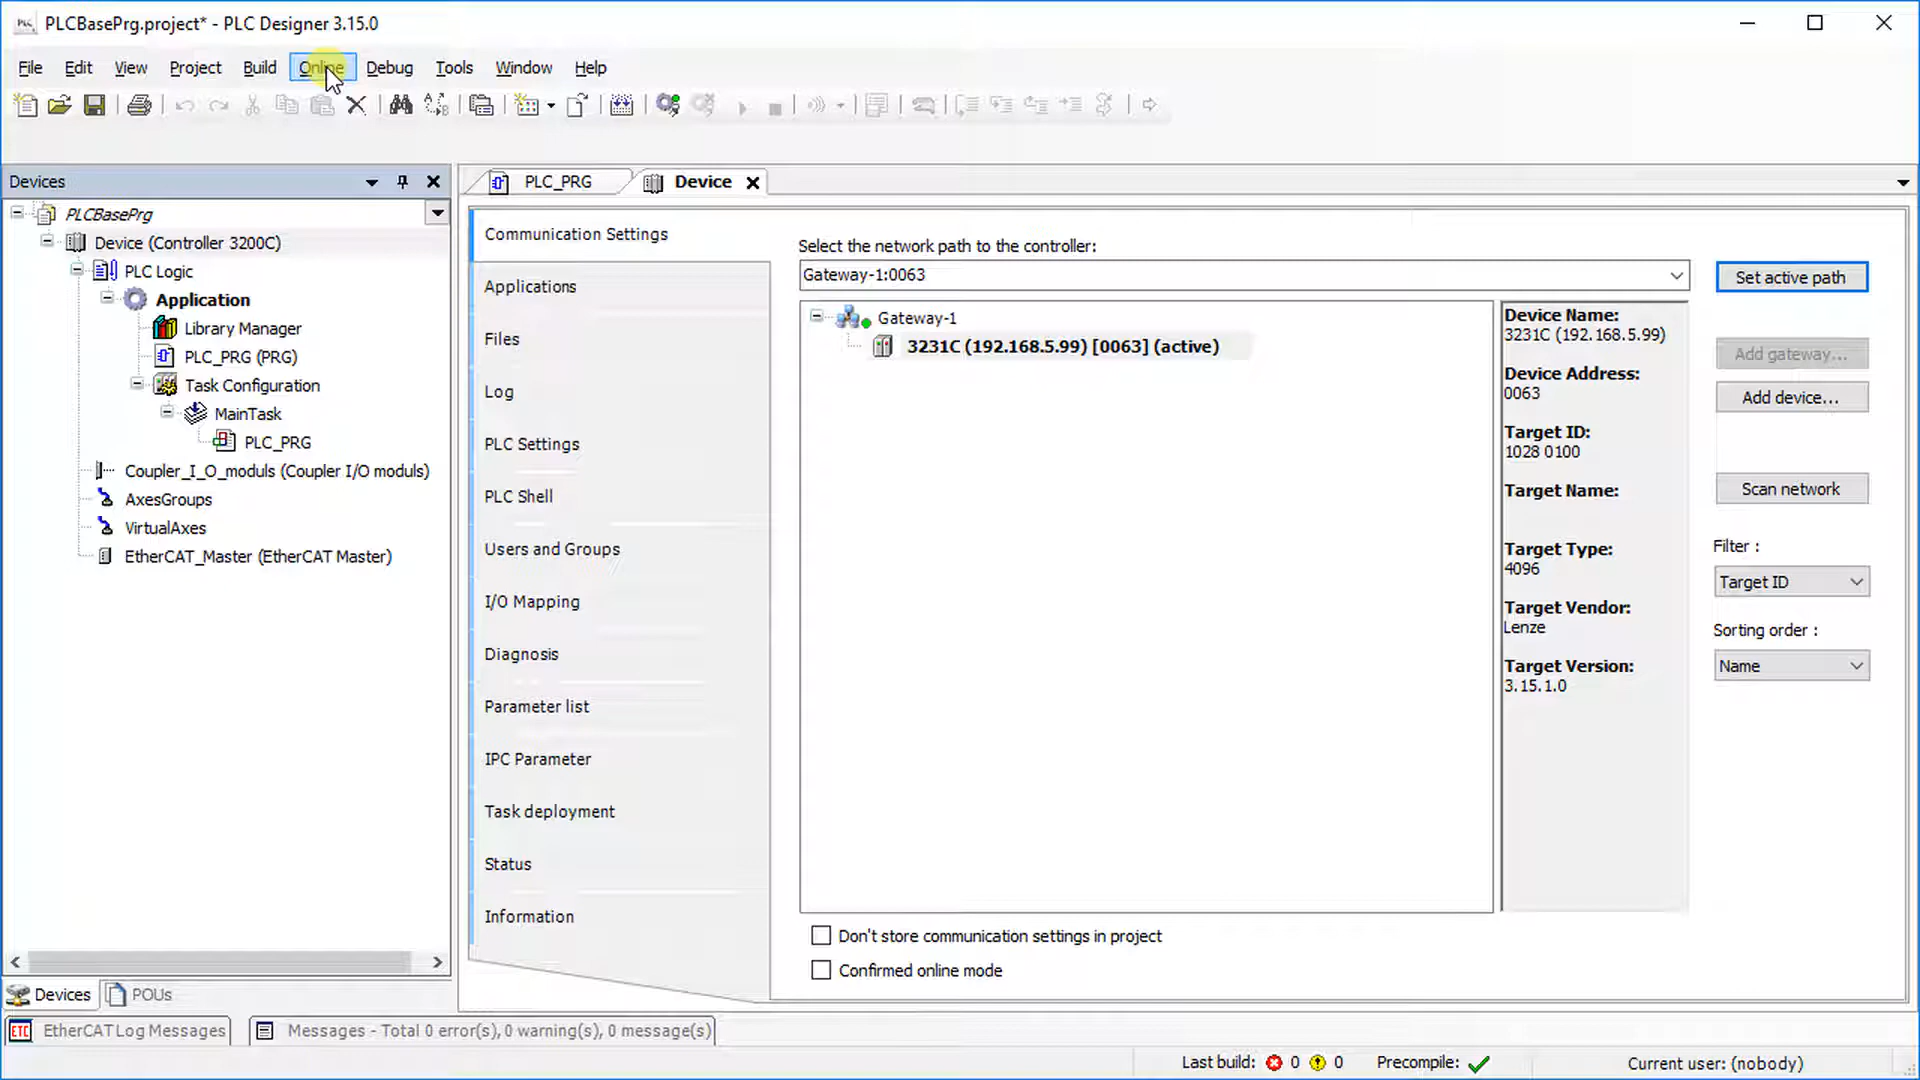 PLCBasePrg.project* - PLC Designer 3.15.0
File Edit View Project Build Online Debug Tools Window Help
Devices
PLCBasePrg
Device (Controller 3200C)
PLC Logic
Application
Library Manager
PLC_PRG (PRG)
Task Configuration
MainTask
PLC_PRG
Coupler_I_O_moduls (Coupler I/O moduls)
AxesGroups
VirtualAxes
EtherCAT_Master (EtherCAT Master)
Devices POUs
PLC_PRG Device
Communication Settings
Applications
Files
Log
PLC Settings
PLC Shell
Users and Groups
I/O Mapping
Diagnosis
Parameter list
IPC Parameter
Task deployment
Status
Information
Select the network path to the controller:
Gateway-1:0063
Gateway-1
3231C (192.168.5.99) [0063] (active)
Device Name:
3231C (192.168.5.99)
Device Address:
0063
Target ID:
1028 0100
Target Name:
Target Type:
4096
Target Vendor:
Lenze
Target Version:
3.15.1.0
Set active path
Add gateway...
Add device...
Scan network
Filter :
Target ID
Sorting order :
Name
Don't store communication settings in project
Confirmed online mode
ETC EtherCAT Log Messages Messages - Total 0 error(s), 0 warning(s), 0 message(s)
Last build: 0 0 Precompile: Current user: (nobody)